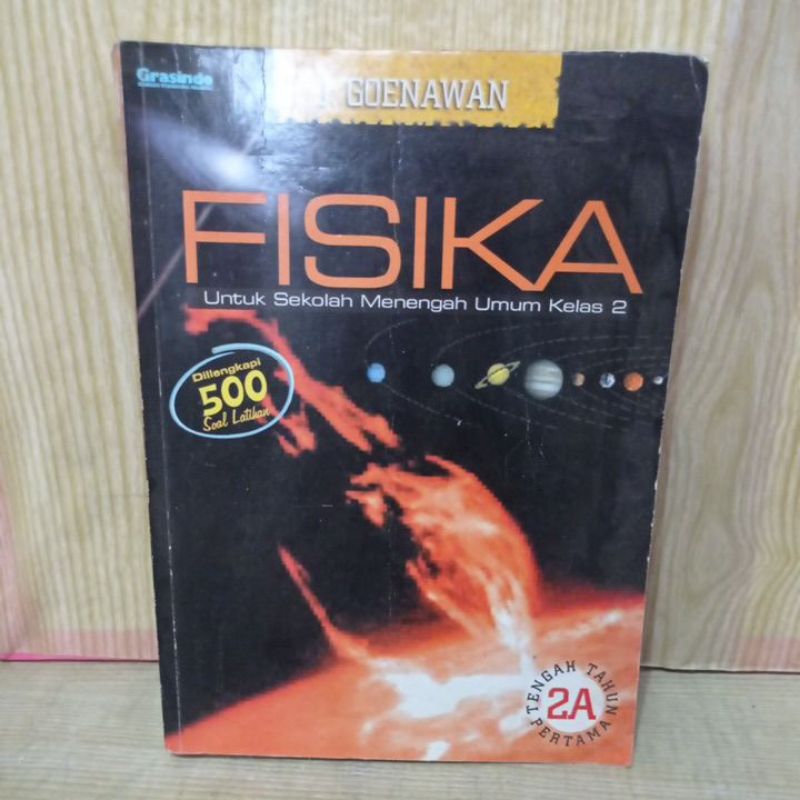 Grasindo
GOENAWAN
FISIKA
Untuk Sekolah Menengah Umum Kelas 2
Dilengkapi
500
Soal Latihan
TENGAH TAHUN
2A
PERTAMA